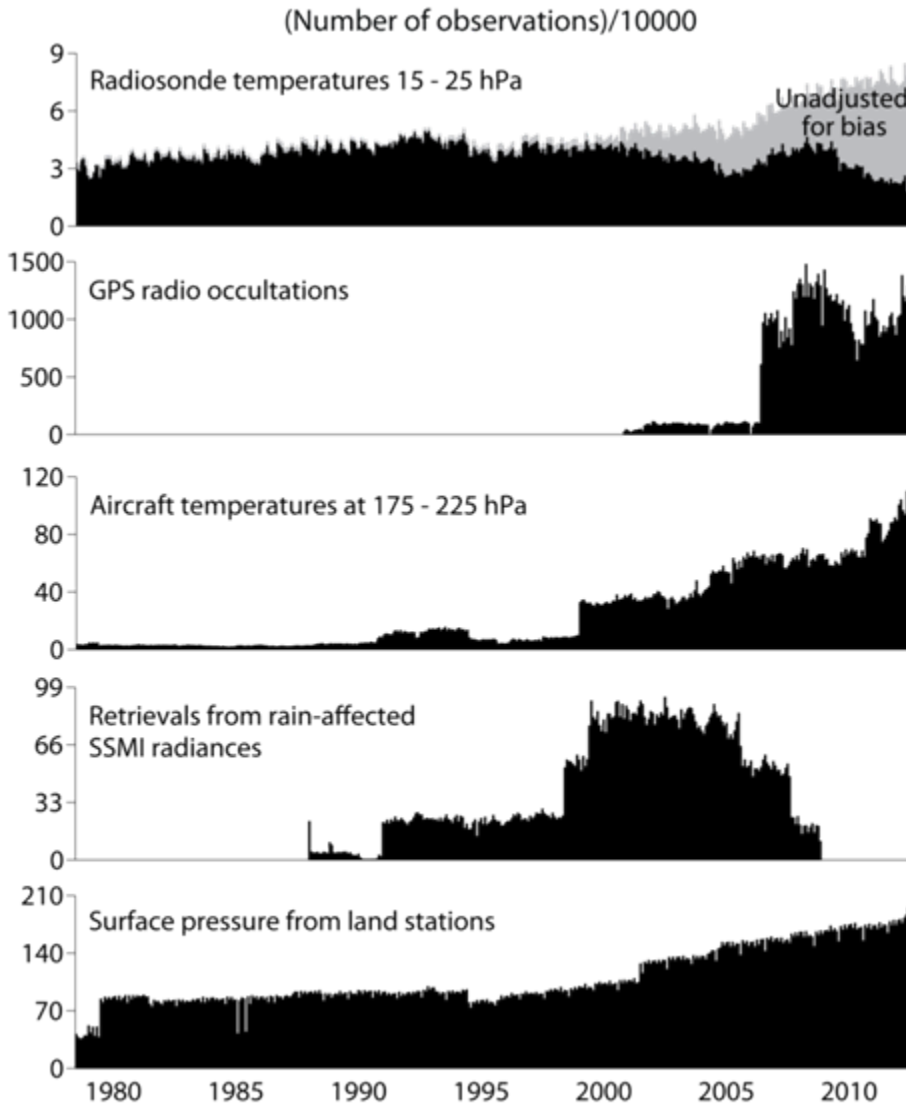 (Number of observations)/10000
9
Radiosonde temperatures 15 - 25 hPa
Unadjusted
for bias
6
3
0
1500
GPS radio occultations
1000
500
0
120
Aircraft temperatures at 175 - 225 hPa
80
40
0
99
Retrievals from rain-affected
SSMI radiances
66
33
0
210
Surface pressure from land stations
140
70
0
1980 1985 1990 1995 2000 2005 2010